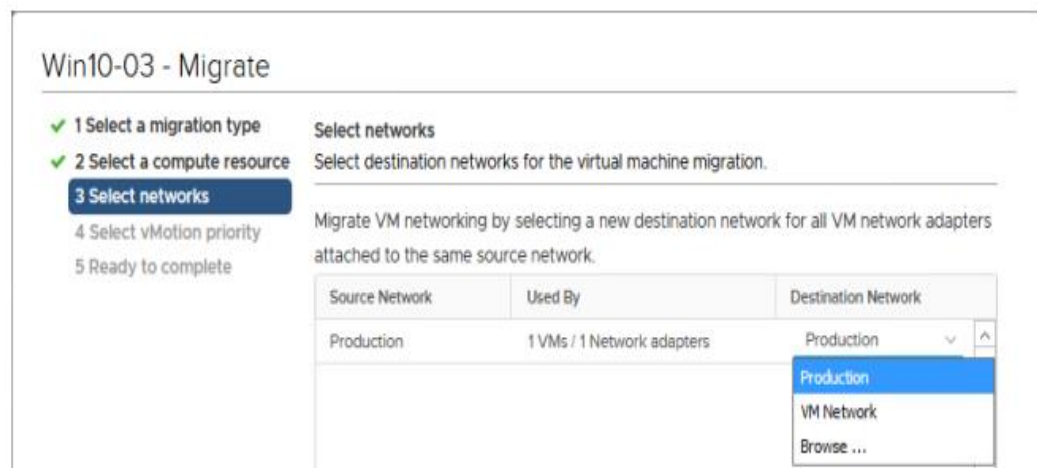 Win10-03 - Migrate
1 Select a migration type
2 Select a compute resource
3 Select networks
4 Select vMotion priority
5 Ready to complete
Select networks
Select destination networks for the virtual machine migration.
Migrate VM networking by selecting a new destination network for all VM network adapters
attached to the same source network.
Source Network Used By Destination Network
Production 1 VMs / 1 Network adapters Production
Production
VM Network
Browse ...